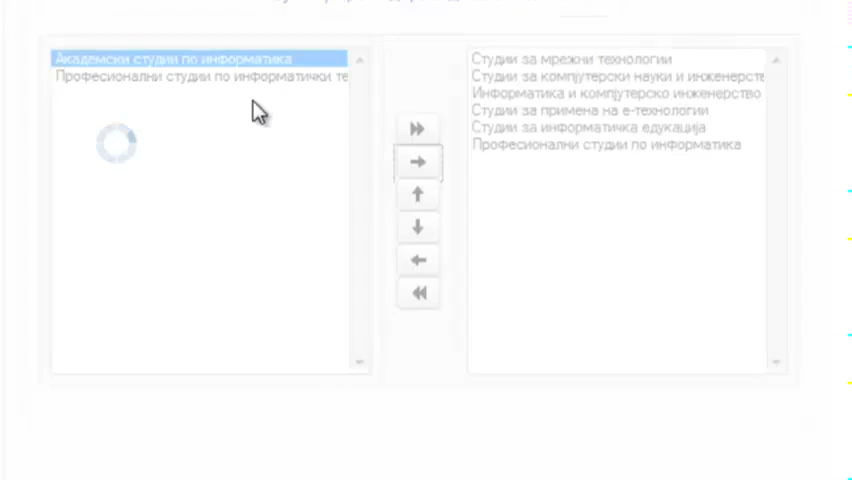 Академски студии по информатика
Професионални студии по информатички те
Студии за мрежни технологии
Студии за компјутерски науки и инженерств
Информатика и компјутерско инженерство
Студии за примена на е-технологии
Студии за информатичка едукација
Професионални студии по информатика